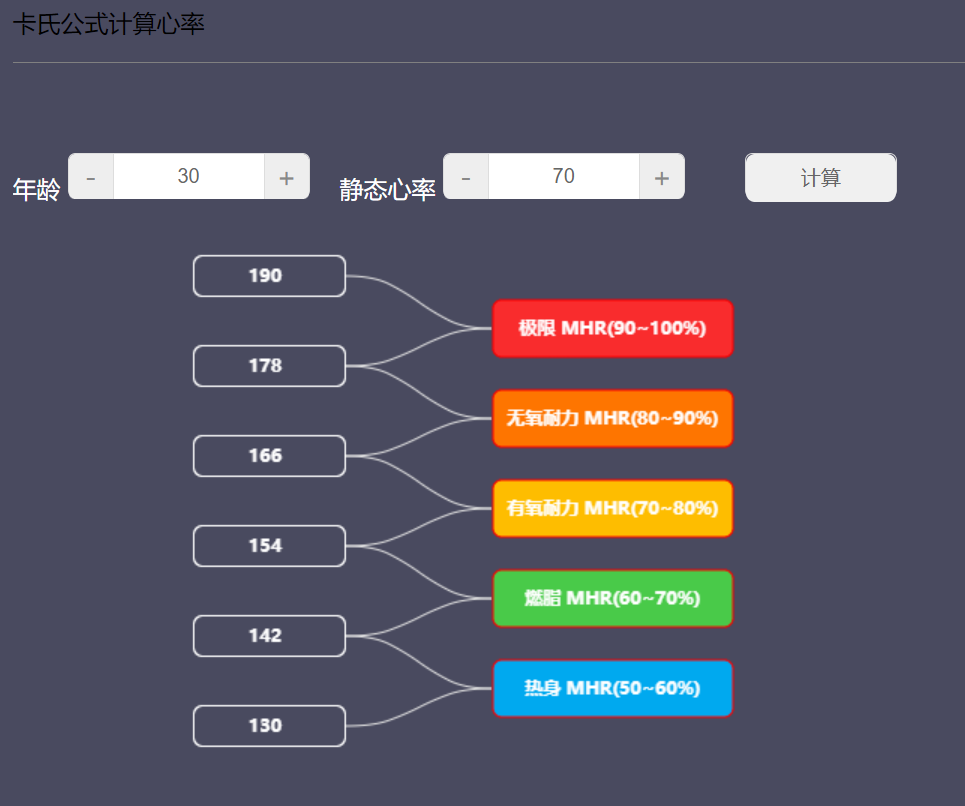 卡氏公式计算心率
年龄 - 30 + 静态心率 - 70 + 计算
190
极限 MHR(90~100%)
178
无氧耐力 MHR(80~90%)
166
有氧耐力 MHR(70~80%)
154
燃脂 MHR(60~70%)
142
热身 MHR(50~60%)
130